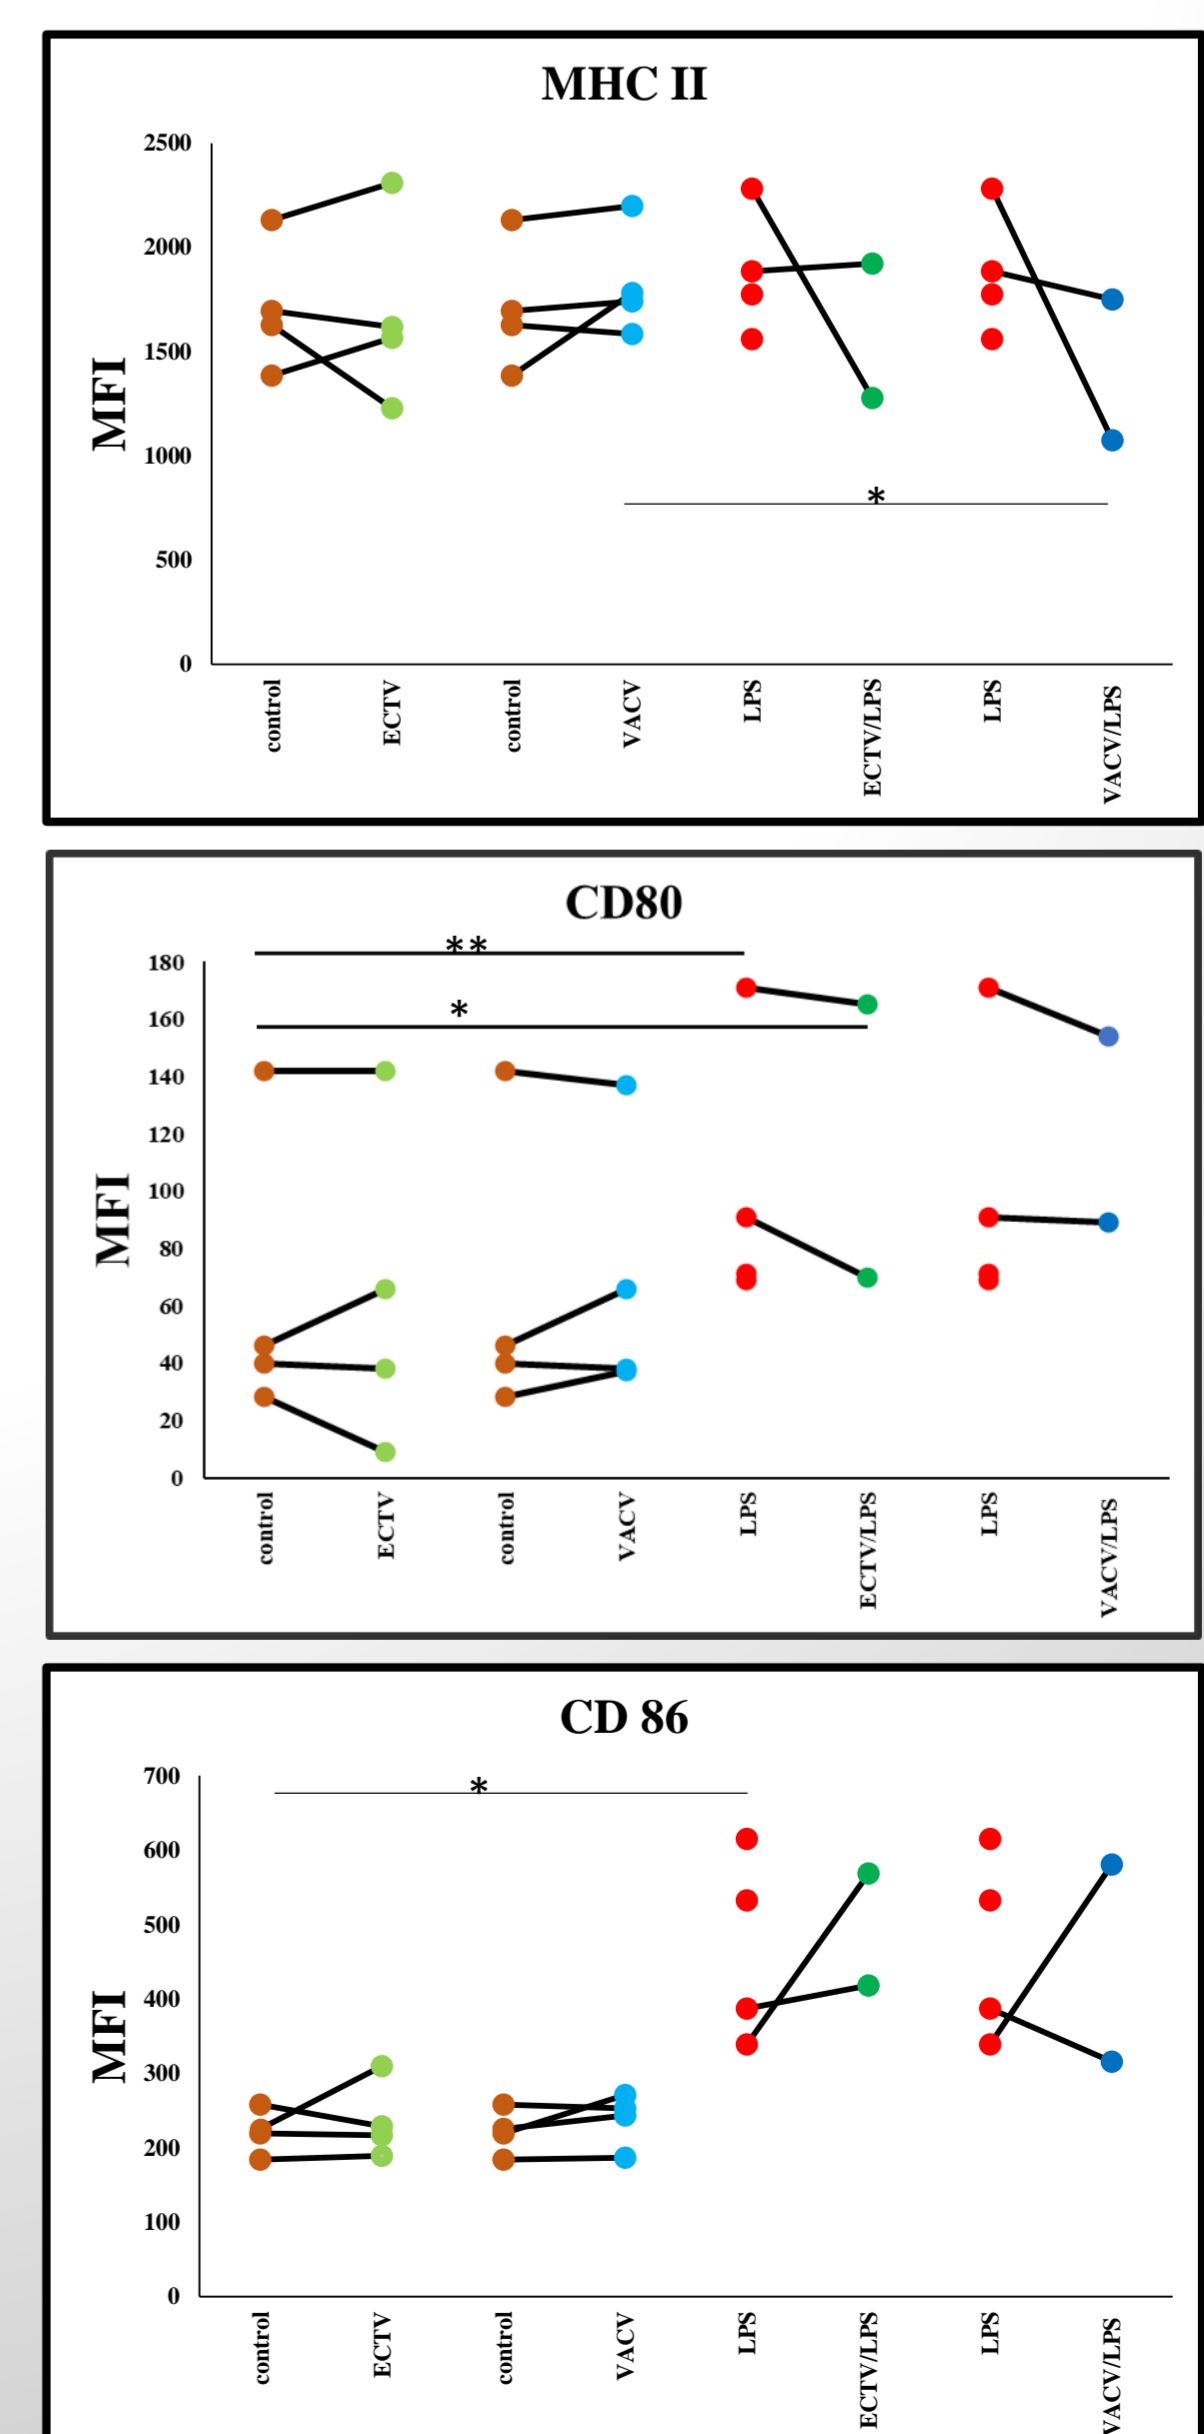 MHC II
MFI
2500
2000
1500
1000
500
0
*
control
ECTV
control
VACV
LPS
ECTV/LPS
LPS
VACV/LPS
CD80
MFI
**
*
180
160
140
120
100
80
60
40
20
0
control
ECTV
control
VACV
LPS
ECTV/LPS
LPS
VACV/LPS
CD 86
MFI
*
700
600
500
400
300
200
100
0
control
ECTV
control
VACV
LPS
ECTV/LPS
LPS
VACV/LPS